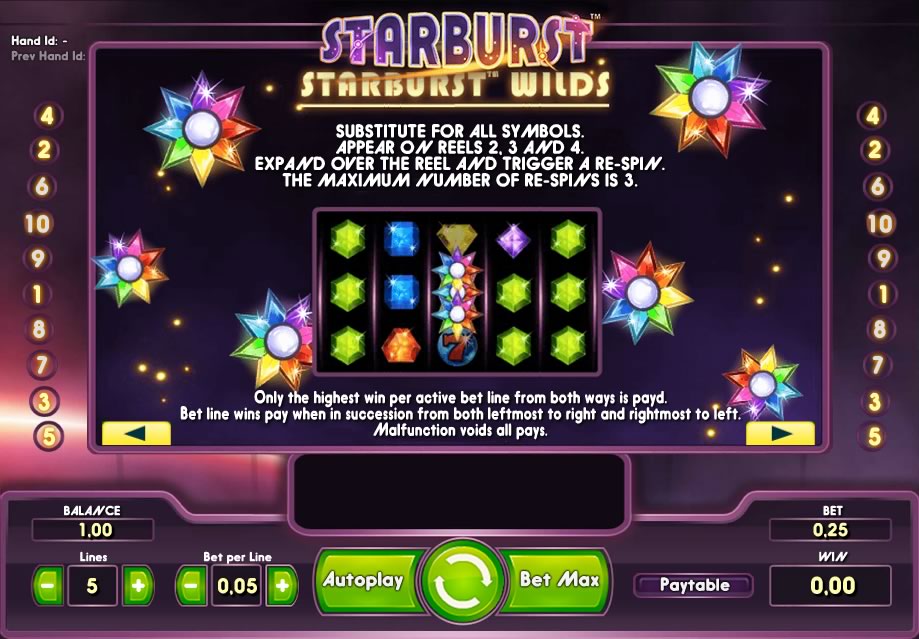 STARBURST™
STARBURST™ WILDS
Hand Id: -
Prev Hand Id:
SUBSTITUTE FOR ALL SYMBOLS.
APPEAR ON REELS 2, 3 AND 4.
EXPAND OVER THE REEL AND TRIGGER A RE-SPIN.
THE MAXIMUM NUMBER OF RE-SPINS IS 3.
4 4
2 2
6 6
10 10
9 9
1 1
8 8
7 7
3 3
5 5
7
Only the highest win per active bet line from both ways is payd.
Bet line wins pay when in succession from both leftmost to right and rightmost to left.
Malfunction voids all pays.
BALANCE
1,00
BET
0,25
Lines
5
Bet per Line
0,05
Autoplay
Bet Max
Paytable
WIN
0,00